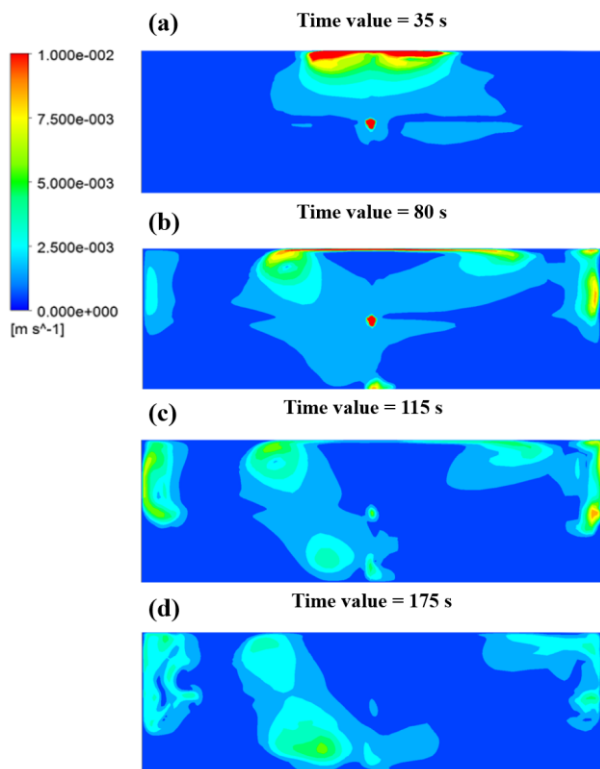 (a) Time value = 35 s
1.000e-002
7.500e-003
5.000e-003
2.500e-003
0.000e+000
[m s^-1]
(b) Time value = 80 s
(c) Time value = 115 s
(d) Time value = 175 s